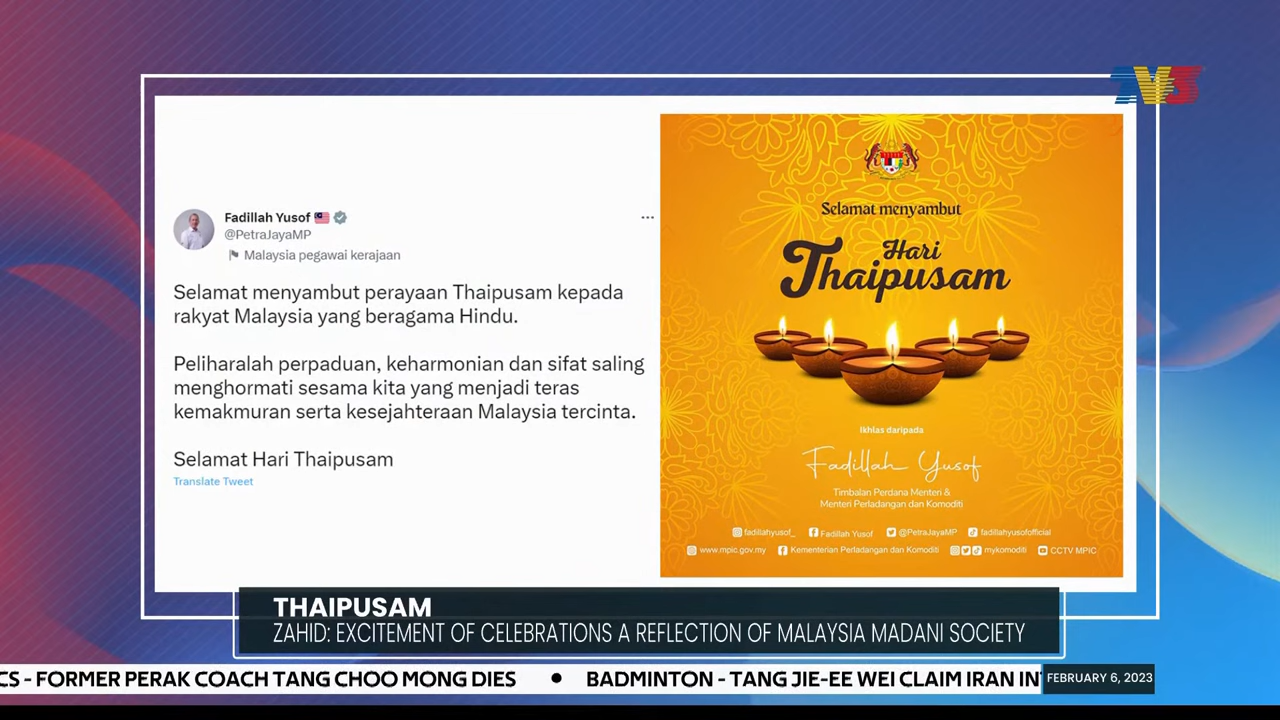 TV3
Fadillah Yusof
@PetraJayaMP
Malaysia pegawai kerajaan
Selamat menyambut perayaan Thaipusam kepada
rakyat Malaysia yang beragama Hindu.
Peliharalah perpaduan, keharmonian dan sifat saling
menghormati sesama kita yang menjadi teras
kemakmuran serta kesejahteraan Malaysia tercinta.
Selamat Hari Thaipusam
Translate Tweet
Selamat menyambut
Hari
Thaipusam
Ikhlas daripada
Fadillah Yusof
Timbalan Perdana Menteri &
Menteri Perladangan dan Komoditi
fadillahyusof_ Fadillah Yusof @PetraJayaMP fadillahyusofofficial
www.mpic.gov.my Kementerian Perladangan dan Komoditi mykomoditi CCTV MPIC
THAIPUSAM
ZAHID: EXCITEMENT OF CELEBRATIONS A REFLECTION OF MALAYSIA MADANI SOCIETY
CS - FORMER PERAK COACH TANG CHOO MONG DIES • BADMINTON - TANG JIE-EE WEI CLAIM IRAN IN
FEBRUARY 6, 2023